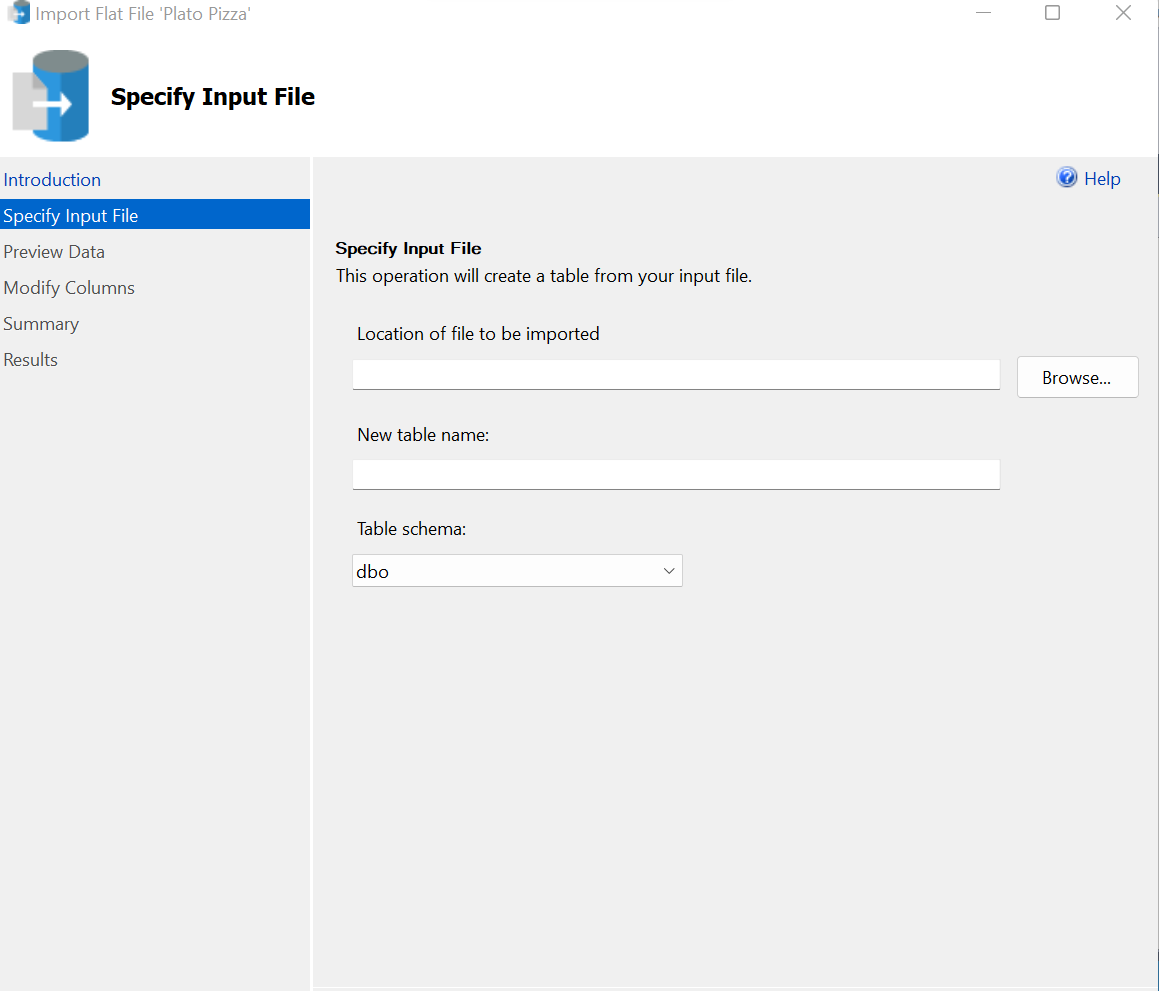 Import Flat File 'Plato Pizza'
Specify Input File
Introduction
Specify Input File
Preview Data
Modify Columns
Summary
Results
Help
Specify Input File
This operation will create a table from your input file.
Location of file to be imported
Browse...
New table name:
Table schema:
dbo